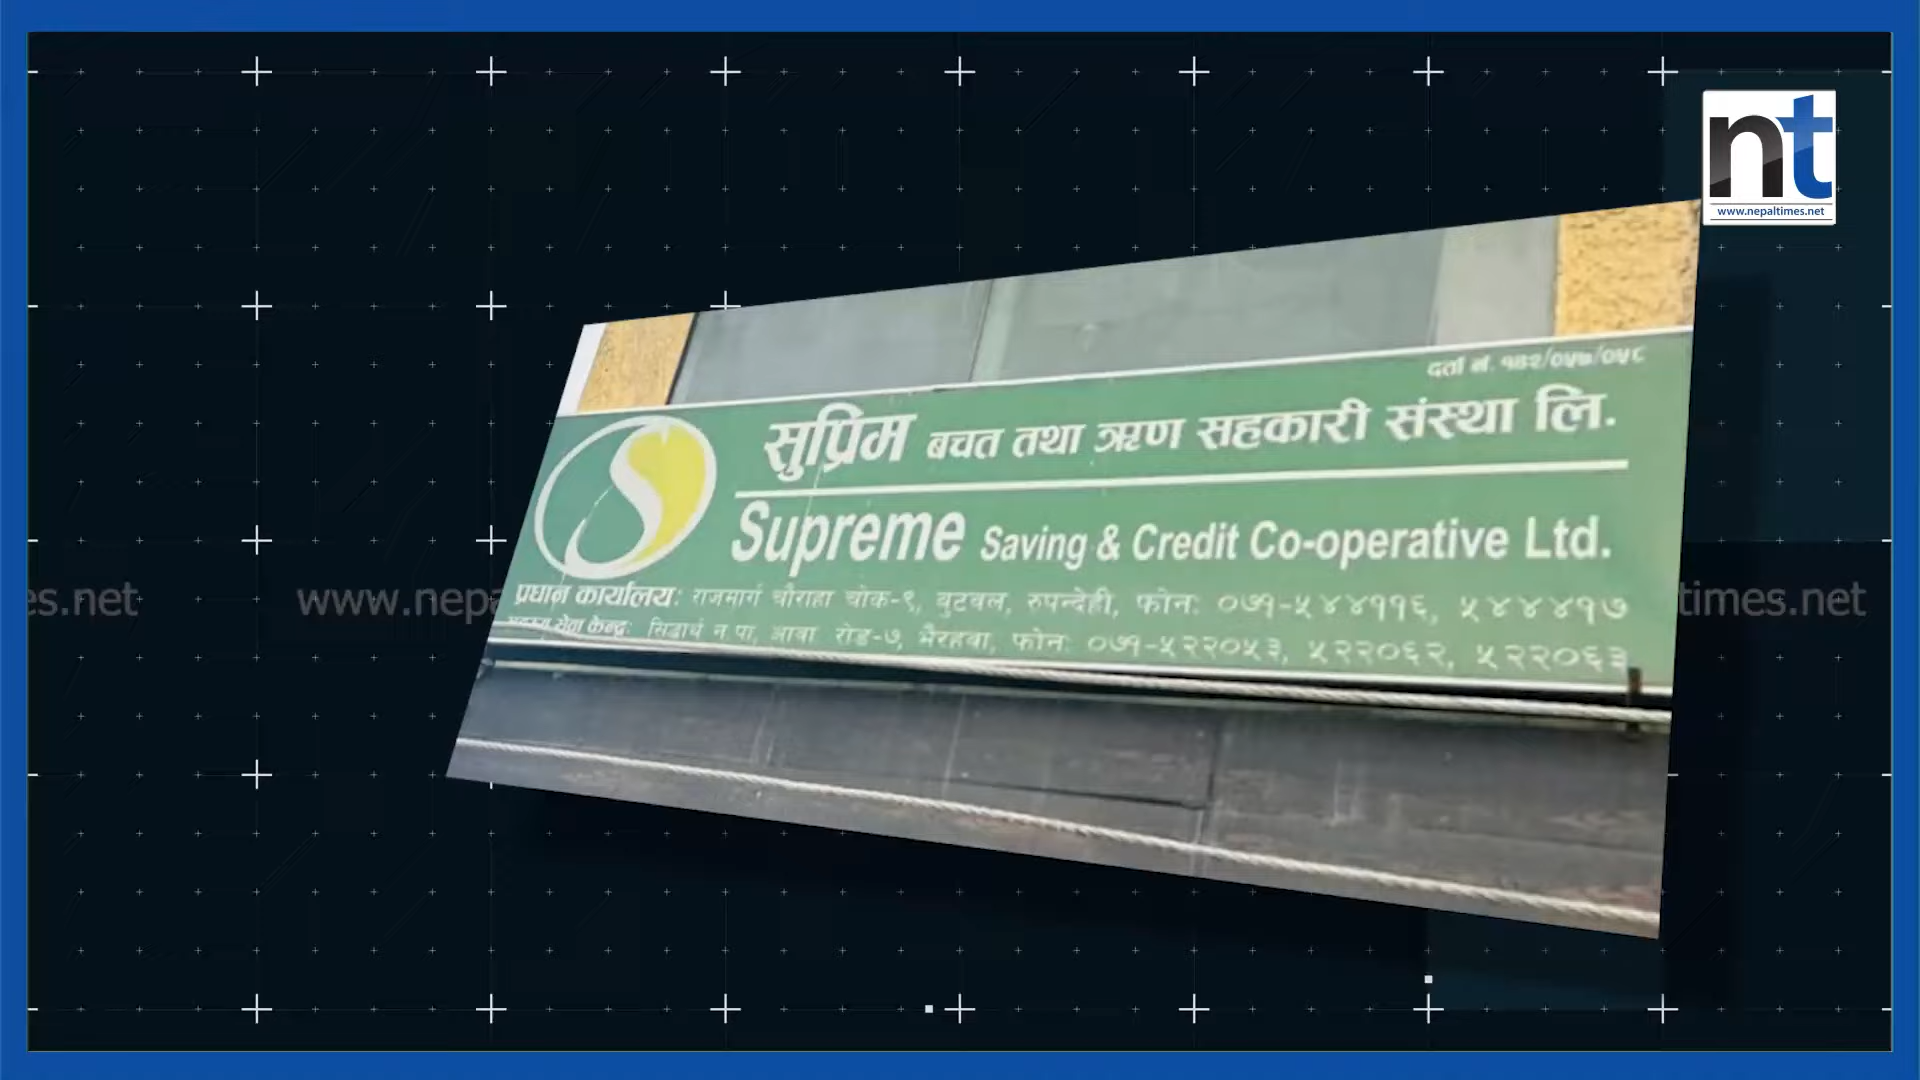 nt
www.nepaltimes.net
दर्ता नं. १४२/०५७/०५८
सुप्रिम बचत तथा ऋण सहकारी संस्था लि.
Supreme Saving & Credit Co-operative Ltd.
प्रधान कार्यालय: राजमार्ग चौराहा चोक-९, बुटवल, रुपन्देही, फोन: ०७१-५४४११६, ५४४४१७
सेवा केन्द्र: सिद्धार्थ न.पा, आवा रोड-७, भैरहवा, फोन: ०७१-५२२०५३, ५२२०६२, ५२२०६३
es.net www.nepa times.net